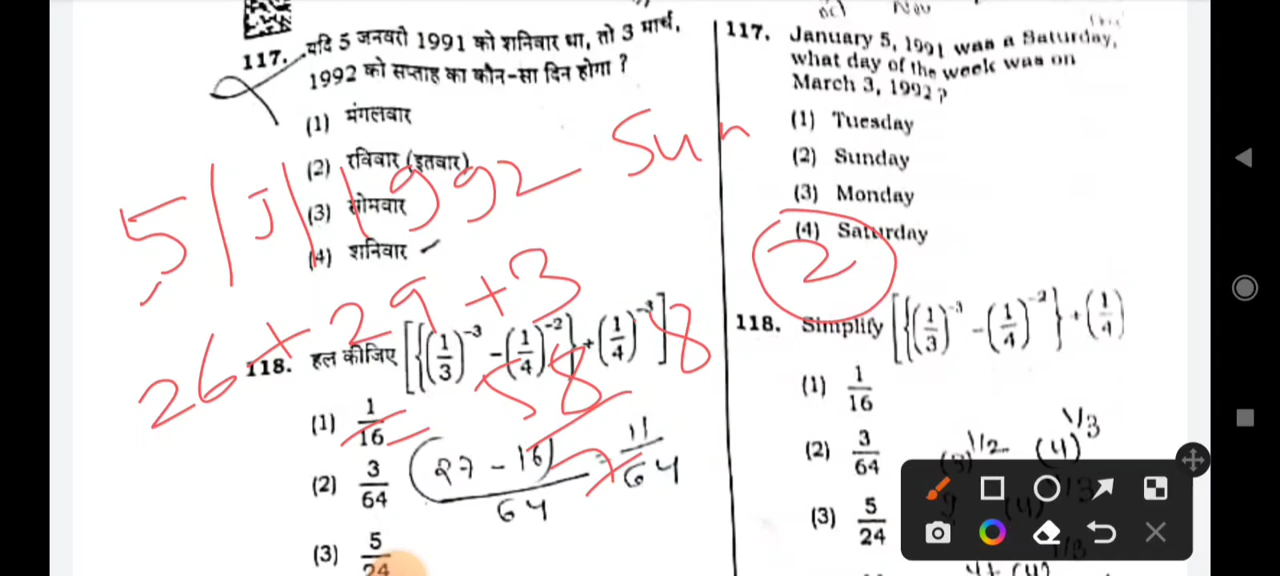 117. यदि 5 जनवरी 1991 को शनिवार था, तो 3 मार्च,
1992 को सप्ताह का कौन-सा दिन होगा ?
(1) मंगलवार
(2) रविवार (इतवार)
(3) सोमवार
(4) शनिवार
5/J/1992 Sun
26 + 29 + 3
58
118. हल कीजिए [{(1/3)^-3 - (1/4)^-2} ÷ (1/4)^-3]
(1) 1/16
(2) 3/64
(27 - 16)/64 = 11/64
(3) 5/24
Nov
117. January 5, 1991 was a Saturday,
what day of the week was on
March 3, 1992 ?
(1) Tuesday
(2) Sunday
(3) Monday
(4) Saturday
2
118. Simplify [{(1/3)^-3 - (1/4)^-2} ÷ (1/4)
(1) 1/16
(2) 3/64
(3) 5/24